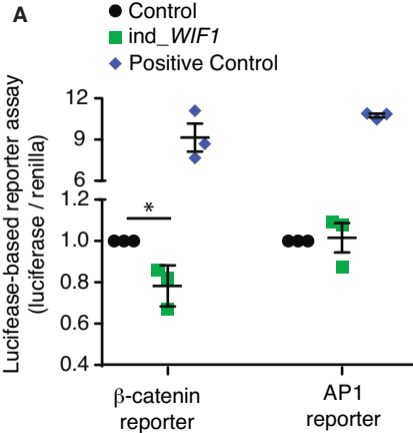 A
Control
ind_WIF1
Positive Control
Lucifease-based reporter assay
(luciferase / renilla)
12
9
6
1.2
1.0
0.8
0.6
0.4
*
β-catenin
reporter
AP1
reporter